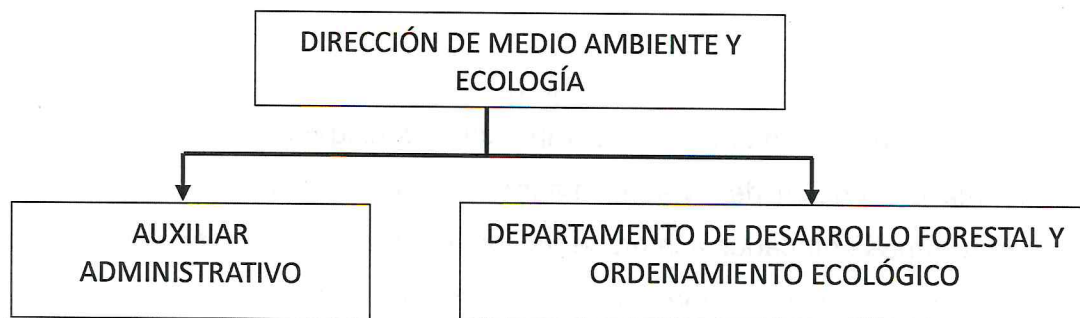 DIRECCIÓN DE MEDIO AMBIENTE Y
ECOLOGÍA
AUXILIAR
ADMINISTRATIVO
DEPARTAMENTO DE DESARROLLO FORESTAL Y
ORDENAMIENTO ECOLÓGICO